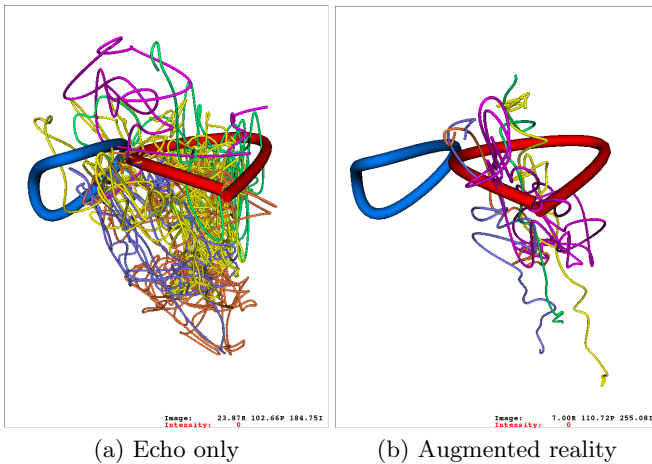 Image: 23.87R 102.66P 184.75I
Intensity: 0
Image: 7.00R 110.72P 255.08I
Intensity: 0
(a) Echo only
(b) Augmented reality